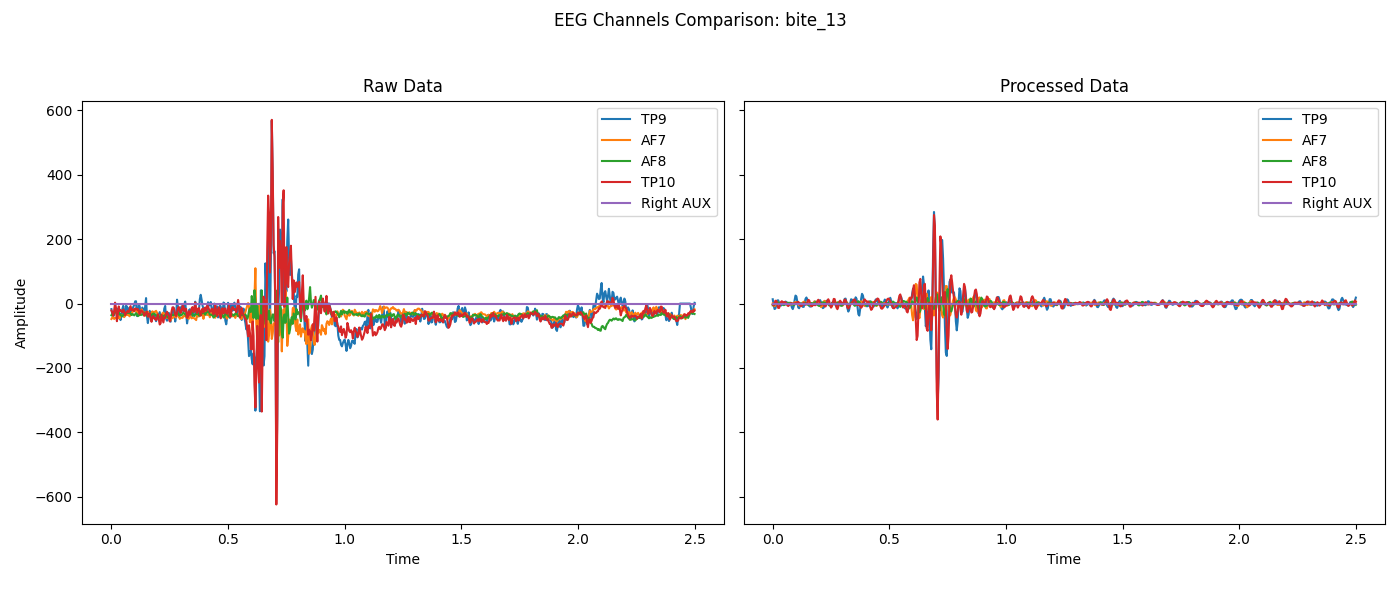 EEG Channels Comparison: bite_13
Raw Data
Processed Data
600
400
200
0
−200
−400
−600
Amplitude
TP9
AF7
AF8
TP10
Right AUX
TP9
AF7
AF8
TP10
Right AUX
0.0 0.5 1.0 1.5 2.0 2.5
0.0 0.5 1.0 1.5 2.0 2.5
Time
Time